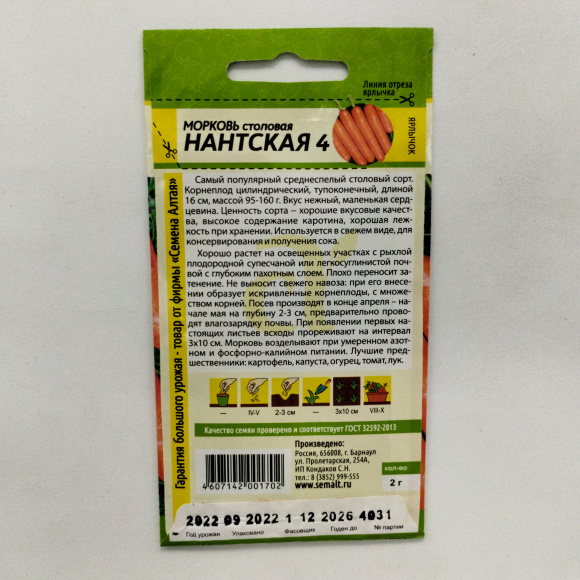 Линия отреза
ярлычка
ЯРЛЫЧОК
МОРКОВЬ столовая
НАНТСКАЯ 4
Самый популярный среднеспелый столовый сорт.
Корнеплод цилиндрический, тупоконечный, длиной
16 см, массой 95-160 г. Вкус нежный, маленькая серд-
цевина. Ценность сорта – хорошие вкусовые качест-
ва, высокое содержание каротина, хорошая леж-
кость при хранении. Используется в свежем виде, для
консервирования и получения сока.
Хорошо растет на освещенных участках с рыхлой
плодородной супесчаной или легкосуглинистой поч-
вой с глубоким пахотным слоем. Плохо переносит за-
тенение. Не выносит свежего навоза: при его внесе-
нии образует искривленные корнеплоды, с множе-
ством корней. Посев производят в конце апреля – на-
чале мая на глубину 2-3 см, предварительно прово-
дят влагозарядку почвы. При появлении первых на-
стоящих листьев всходы прореживают на интервал
3х10 см. Морковь возделывают при умеренном азот-
ном и фосфорно-калийном питании. Лучшие пред-
шественники: картофель, капуста, огурец, томат, лук.
Гарантия большого урожая - товар от фирмы «Семена Алтая»
— IV-V 2-3 см — 3х10 см VIII-X
Качество семян проверено и соответствует ГОСТ 32592-2013
Произведено:
Россия, 656008, г. Барнаул
ул. Пролетарская, 254А,
ИП Кондаков С.Н.
тел.: 8 (3852) 999-555
www.semalt.ru
кол-во
2 г
4607142001702
2022 09 2022 1 12 2026 4031
Год урожая Упаковано Фасовщик Годен до № партии